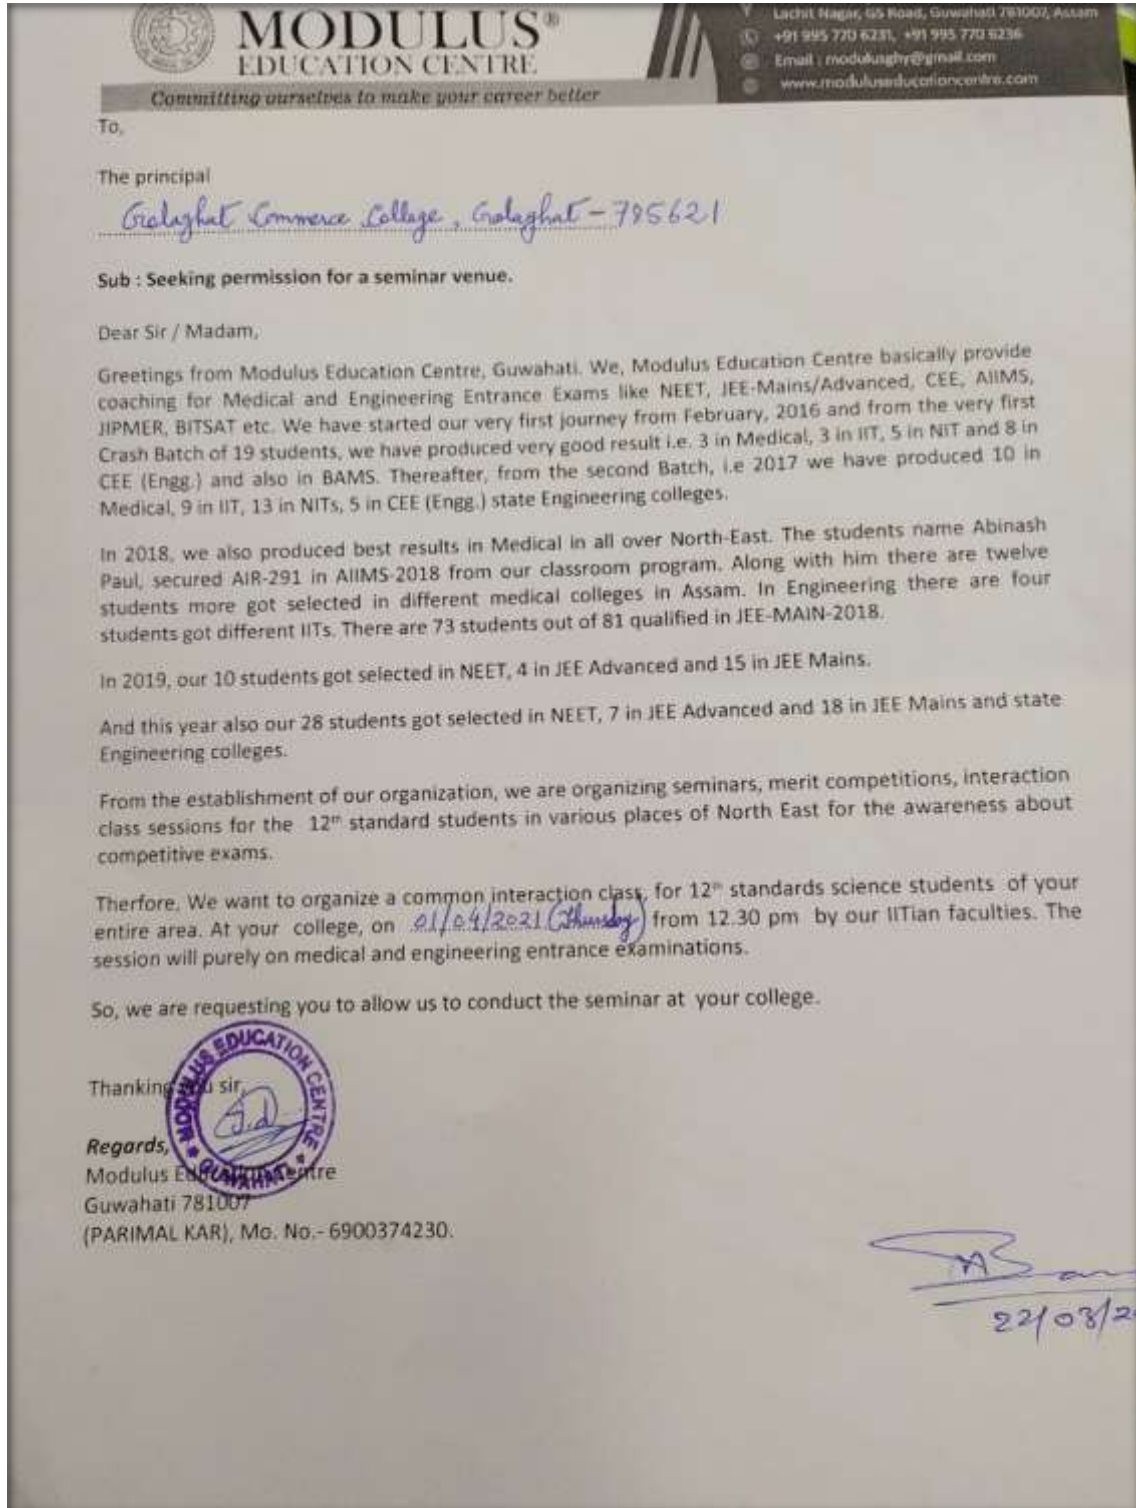 MODULUS®
EDUCATION CENTRE
Committing ourselves to make your career better
Lachit Nagar, GS Road, Guwahati 781007, Assam
+91 995 770 6231, +91 995 770 6236
Email : modulusghy@gmail.com
www.moduluseducationcentre.com
To,
The principal
Golaghat Commerce College, Golaghat - 785621
Sub : Seeking permission for a seminar venue.
Dear Sir / Madam,
Greetings from Modulus Education Centre, Guwahati. We, Modulus Education Centre basically provide
coaching for Medical and Engineering Entrance Exams like NEET, JEE-Mains/Advanced, CEE, AIIMS,
JIPMER, BITSAT etc. We have started our very first journey from February, 2016 and from the very first
Crash Batch of 19 students, we have produced very good result i.e. 3 in Medical, 3 in IIT, 5 in NIT and 8 in
CEE (Engg.) and also in BAMS. Thereafter, from the second Batch, i.e 2017 we have produced 10 in
Medical, 9 in IIT, 13 in NITs, 5 in CEE (Engg.) state Engineering colleges.
In 2018, we also produced best results in Medical in all over North-East. The students name Abinash
Paul, secured AIR-291 in AIIMS-2018 from our classroom program. Along with him there are twelve
students more got selected in different medical colleges in Assam. In Engineering there are four
students got different IITs. There are 73 students out of 81 qualified in JEE-MAIN-2018.
In 2019, our 10 students got selected in NEET, 4 in JEE Advanced and 15 in JEE Mains.
And this year also our 28 students got selected in NEET, 7 in JEE Advanced and 18 in JEE Mains and state
Engineering colleges.
From the establishment of our organization, we are organizing seminars, merit competitions, interaction
class sessions for the 12th standard students in various places of North East for the awareness about
competitive exams.
Therfore, We want to organize a common interaction class, for 12th standards science students of your
entire area. At your college, on 01/04/2021 (Thursday) from 12.30 pm by our IITian faculties. The
session will purely on medical and engineering entrance examinations.
So, we are requesting you to allow us to conduct the seminar at your college.
Thanking you sir,
MODULUS EDUCATION CENTRE
GUWAHATI
Regards,
Modulus Education Centre
Guwahati 781007
(PARIMAL KAR), Mo. No.- 6900374230.
22/03/2